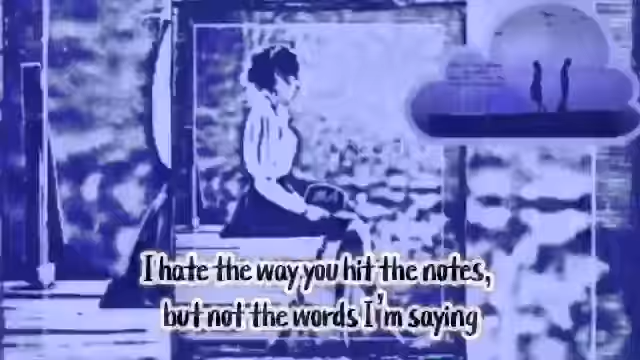 I hate the way you hit the notes,
but not the words I'm saying